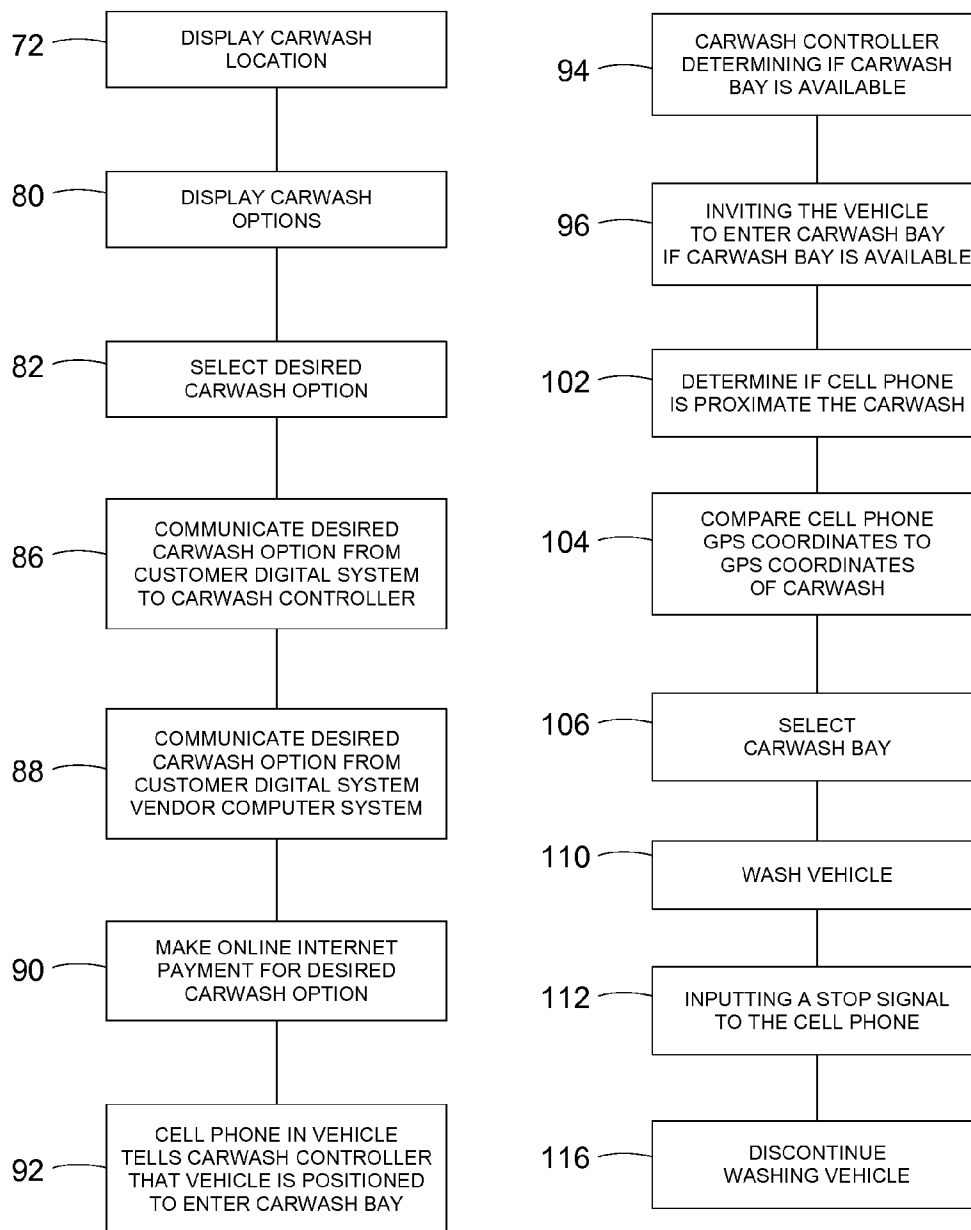 72
DISPLAY CARWASH
LOCATION
80
DISPLAY CARWASH
OPTIONS
82
SELECT DESIRED
CARWASH OPTION
86
COMMUNICATE DESIRED
CARWASH OPTION FROM
CUSTOMER DIGITAL SYSTEM
TO CARWASH CONTROLLER
88
COMMUNICATE DESIRED
CARWASH OPTION FROM
CUSTOMER DIGITAL SYSTEM
VENDOR COMPUTER SYSTEM
90
MAKE ONLINE INTERNET
PAYMENT FOR DESIRED
CARWASH OPTION
92
CELL PHONE IN VEHICLE
TELLS CARWASH CONTROLLER
THAT VEHICLE IS POSITIONED
TO ENTER CARWASH BAY
94
CARWASH CONTROLLER
DETERMINING IF CARWASH
BAY IS AVAILABLE
96
INVITING THE VEHICLE
TO ENTER CARWASH BAY
IF CARWASH BAY IS AVAILABLE
102
DETERMINE IF CELL PHONE
IS PROXIMATE THE CARWASH
104
COMPARE CELL PHONE
GPS COORDINATES TO
GPS COORDINATES
OF CARWASH
106
SELECT
CARWASH BAY
110
WASH VEHICLE
112
INPUTTING A STOP SIGNAL
TO THE CELL PHONE
116
DISCONTINUE
WASHING VEHICLE